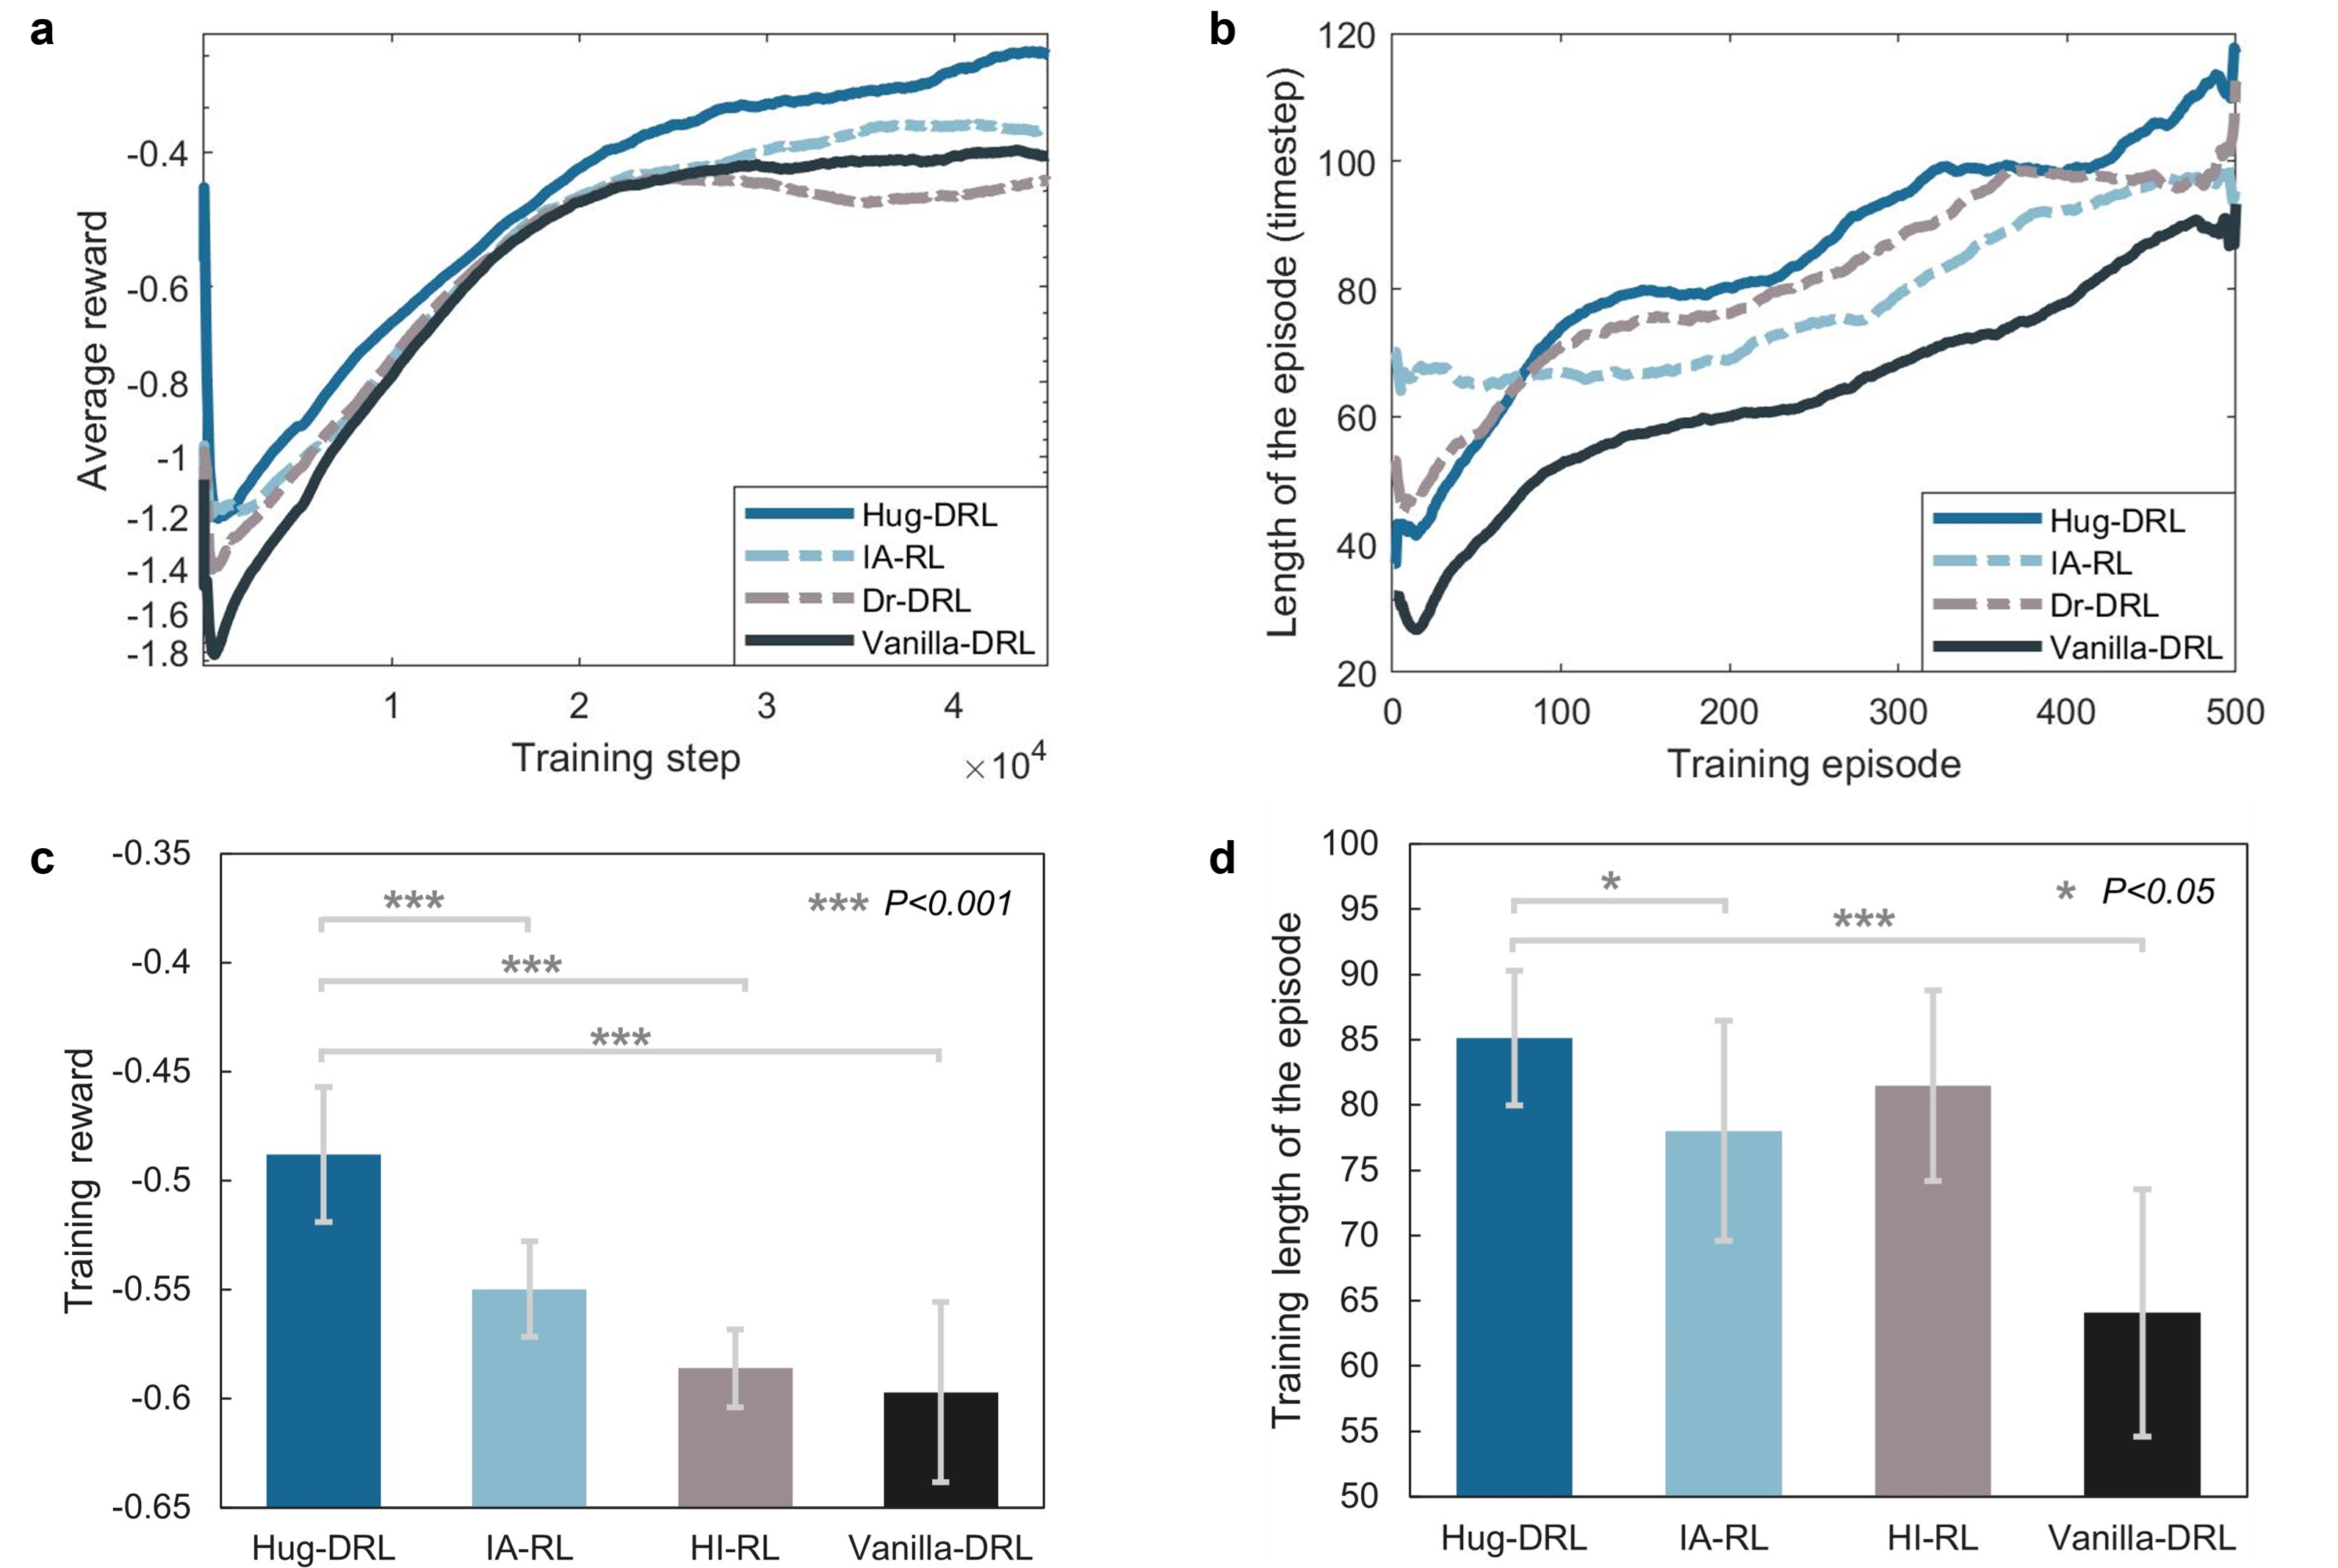 a
Average reward
-0.4
-0.6
-0.8
-1
-1.2
-1.4
-1.6
-1.8
Hug-DRL
IA-RL
Dr-DRL
Vanilla-DRL
1 2 3 4
Training step
×10⁴
b
Length of the episode (timestep)
120
100
80
60
40
20
Hug-DRL
IA-RL
Dr-DRL
Vanilla-DRL
0 100 200 300 400 500
Training episode
c
Training reward
-0.35
-0.4
-0.45
-0.5
-0.55
-0.6
-0.65
*** P<0.001
***
***
***
Hug-DRL IA-RL HI-RL Vanilla-DRL
d
Training length of the episode
100
95
90
85
80
75
70
65
60
55
50
* P<0.05
*
***
Hug-DRL IA-RL HI-RL Vanilla-DRL